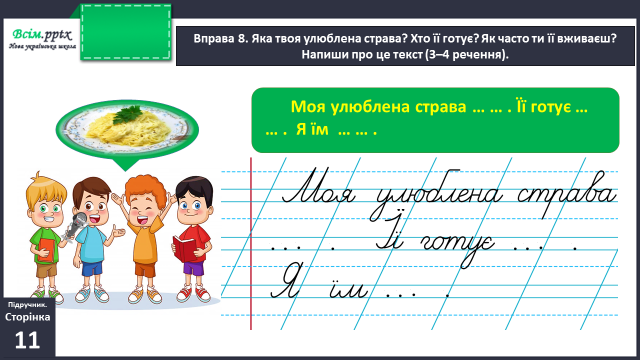 Всім.pptx
Нова українська школа
Вправа 8. Яка твоя улюблена страва? Хто її готує? Як часто ти її вживаєш?
Напиши про це текст (3–4 речення).
Моя улюблена страва ... ... . Її готує ...
... . Я їм ... ... .
Моя улюблена страва
... . Її готує ... .
Я їм ... .
Підручник.
Сторінка
11